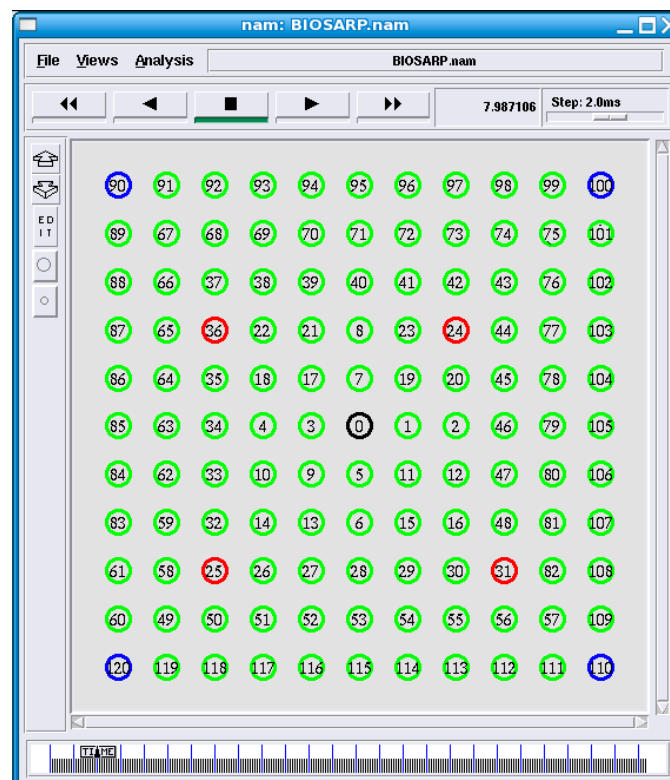 nam: BIOSARP.nam
File Views Analysis BIOSARP.nam
7.987106 Step: 2.0ms
90 91 92 93 94 95 96 97 98 99 100
ED
IT
89 67 68 69 70 71 72 73 74 75 101
88 66 37 38 39 40 41 42 43 76 102
87 65 36 22 21 8 23 24 44 77 103
86 64 35 18 17 7 19 20 45 78 104
85 63 34 4 3 0 1 2 46 79 105
84 62 33 10 9 5 11 12 47 80 106
83 59 32 14 13 6 15 16 48 81 107
61 58 25 26 27 28 29 30 31 82 108
60 49 50 51 52 53 54 55 56 57 109
120 119 118 117 116 115 114 113 112 111 110
TIME